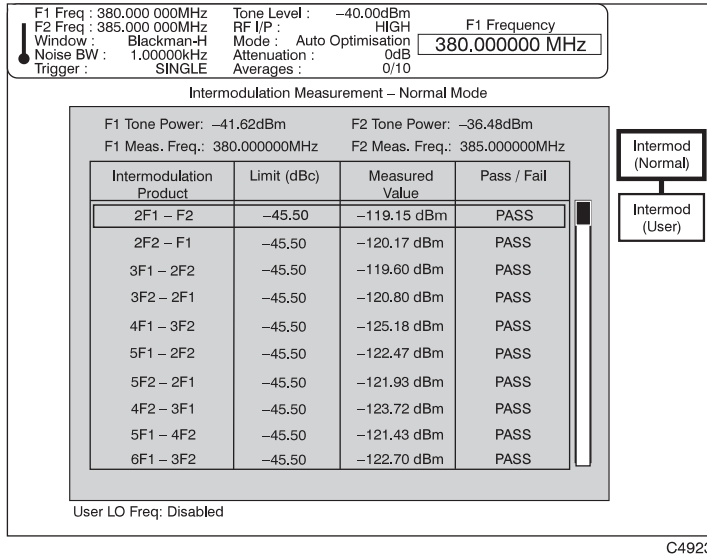 F1 Freq : 380.000 000MHz Tone Level : –40.00dBm
F2 Freq : 385.000 000MHz RF I/P : HIGH
Window : Blackman-H Mode : Auto Optimisation
Noise BW : 1.00000kHz Attenuation : 0dB
Trigger : SINGLE Averages : 0/10
F1 Frequency
380.000000 MHz
Intermodulation Measurement – Normal Mode
F1 Tone Power: –41.62dBm F2 Tone Power: –36.48dBm
F1 Meas. Freq.: 380.000000MHz F2 Meas. Freq.: 385.000000MHz
Intermodulation Product Limit (dBc) Measured Value Pass / Fail
2F1 – F2 –45.50 –119.15 dBm PASS
2F2 – F1 –45.50 –120.17 dBm PASS
3F1 – 2F2 –45.50 –119.60 dBm PASS
3F2 – 2F1 –45.50 –120.80 dBm PASS
4F1 – 3F2 –45.50 –125.18 dBm PASS
5F1 – 2F2 –45.50 –122.47 dBm PASS
5F2 – 2F1 –45.50 –121.93 dBm PASS
4F2 – 3F1 –45.50 –123.72 dBm PASS
5F1 – 4F2 –45.50 –121.43 dBm PASS
6F1 – 3F2 –45.50 –122.70 dBm PASS
User LO Freq: Disabled
Intermod
(Normal)
Intermod
(User)
C4923